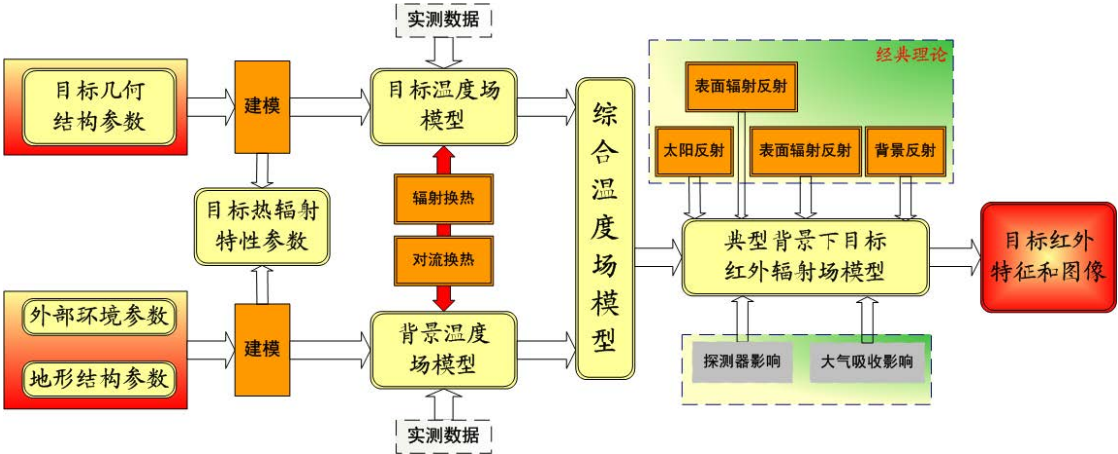 实测数据
目标几何
结构参数
建模
目标温度场
模型
综合温度场模型
经典理论
表面辐射反射
太阳反射
表面辐射反射
背景反射
目标热辐射
特性参数
辐射换热
对流换热
典型背景下目标
红外辐射场模型
目标红外
特征和图像
外部环境参数
地形结构参数
建模
背景温度
场模型
探测器影响
大气吸收影响
实测数据